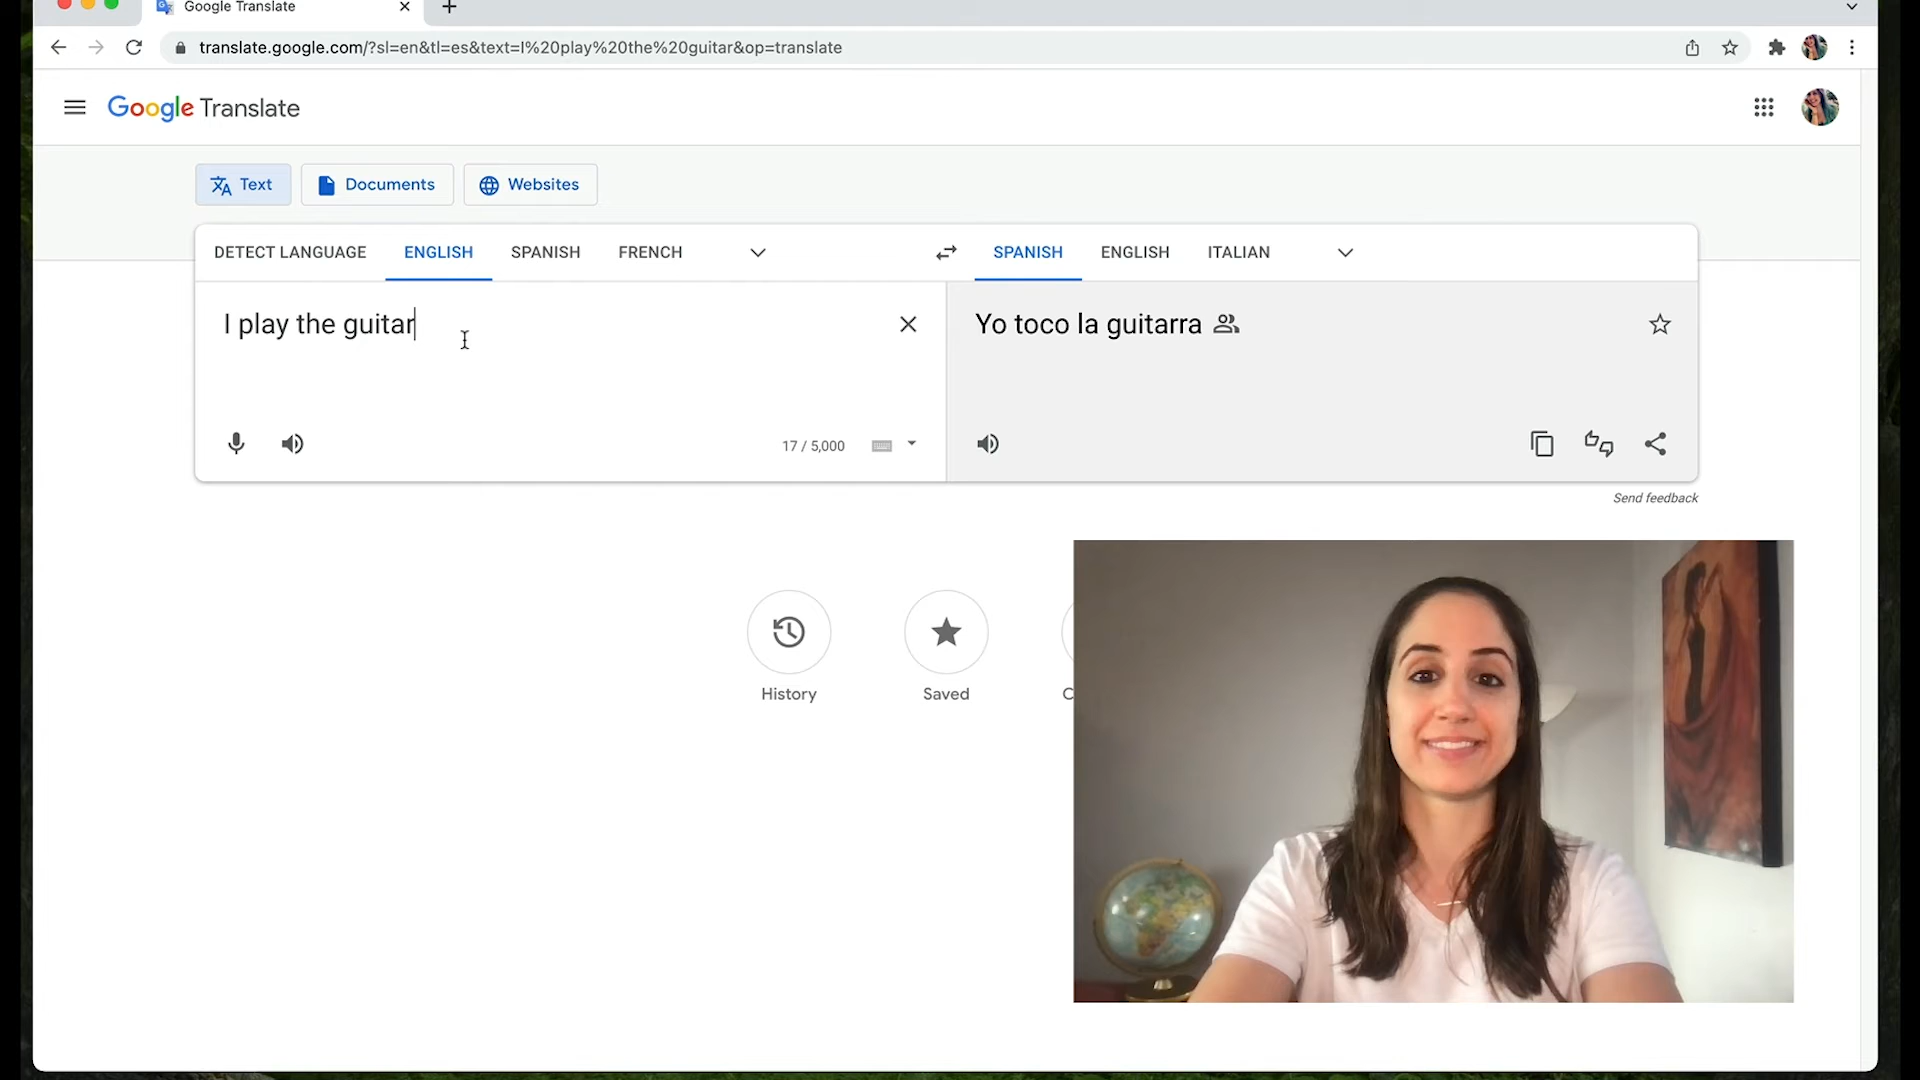 Google Translate
translate.google.com/?sl=en&tl=es&text=I%20play%20the%20guitar&op=translate
Google Translate
Text
Documents
Websites
DETECT LANGUAGE
ENGLISH
SPANISH
FRENCH
SPANISH
ENGLISH
ITALIAN
I play the guitar
Yo toco la guitarra
17 / 5,000
Send feedback
History
Saved